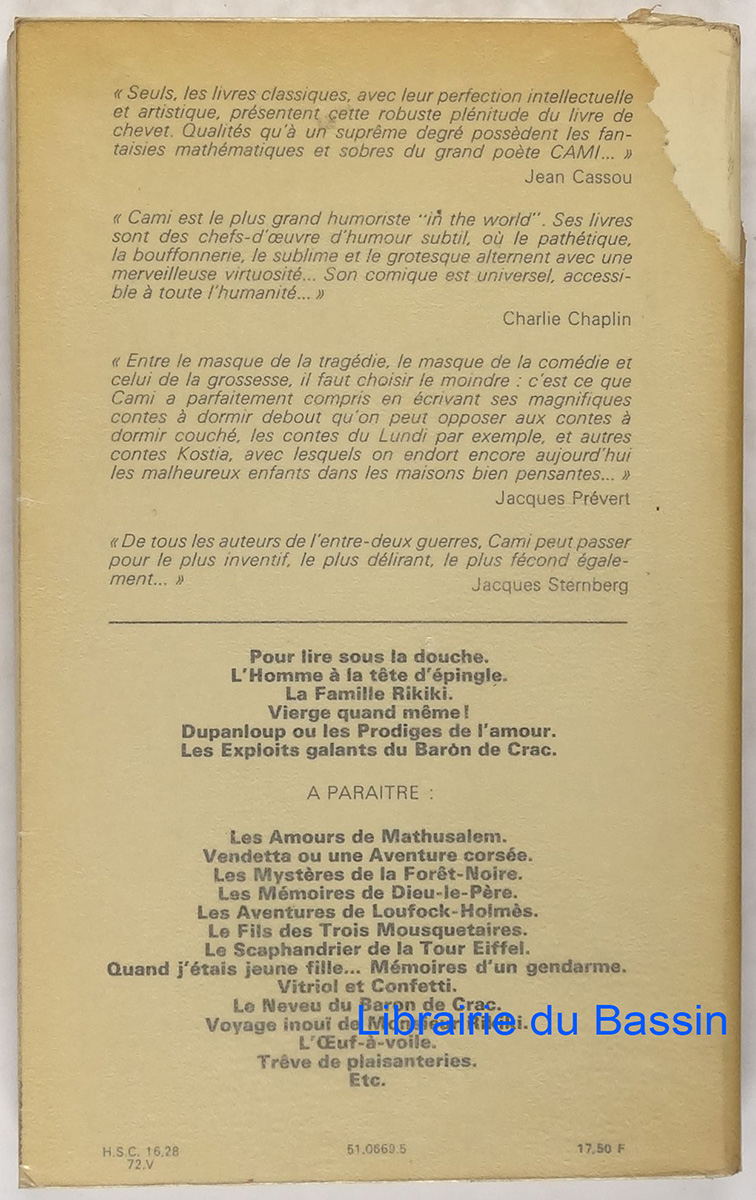 « Seuls, les livres classiques, avec leur perfection intellectuelle
et artistique, présentent cette robuste plénitude du livre de
chevet. Qualités qu'à un suprême degré possèdent les fan-
taisies mathématiques et sobres du grand poète CAMI... »
Jean Cassou
« Cami est le plus grand humoriste "in the world". Ses livres
sont des chefs-d'œuvre d'humour subtil, où le pathétique,
la bouffonnerie, le sublime et le grotesque alternent avec une
merveilleuse virtuosité... Son comique est universel, accessi-
ble à toute l'humanité... »
Charlie Chaplin
« Entre le masque de la tragédie, le masque de la comédie et
celui de la grossesse, il faut choisir le moindre : c'est ce que
Cami a parfaitement compris en écrivant ses magnifiques
contes à dormir debout qu'on peut opposer aux contes à
dormir couché, les contes du Lundi par exemple, et autres
contes Kostia, avec lesquels on endort encore aujourd'hui
les malheureux enfants dans les maisons bien pensantes... »
Jacques Prévert
« De tous les auteurs de l'entre-deux guerres, Cami peut passer
pour le plus inventif, le plus délirant, le plus fécond égale-
ment... »
Jacques Sternberg
Pour lire sous la douche.
L'Homme à la tête d'épingle.
La Famille Rikiki.
Vierge quand même !
Dupanloup ou les Prodiges de l'amour.
Les Exploits galants du Baron de Crac.
A PARAITRE :
Les Amours de Mathusalem.
Vendetta ou une Aventure corsée.
Les Mystères de la Forêt-Noire.
Les Mémoires de Dieu-le-Père.
Les Aventures de Loufock-Holmès.
Le Fils des Trois Mousquetaires.
Le Scaphandrier de la Tour Eiffel.
Quand j'étais jeune fille... Mémoires d'un gendarme.
Vitriol et Confetti.
Le Neveu du Baron de Crac.
Voyage inouï de Monsieur Rikiki.
Librairie du Bassin
L'Œuf-à-voile.
Trêve de plaisanteries.
Etc.
H.S.C. 16.28
72.V
51.0669.5
17,50 F